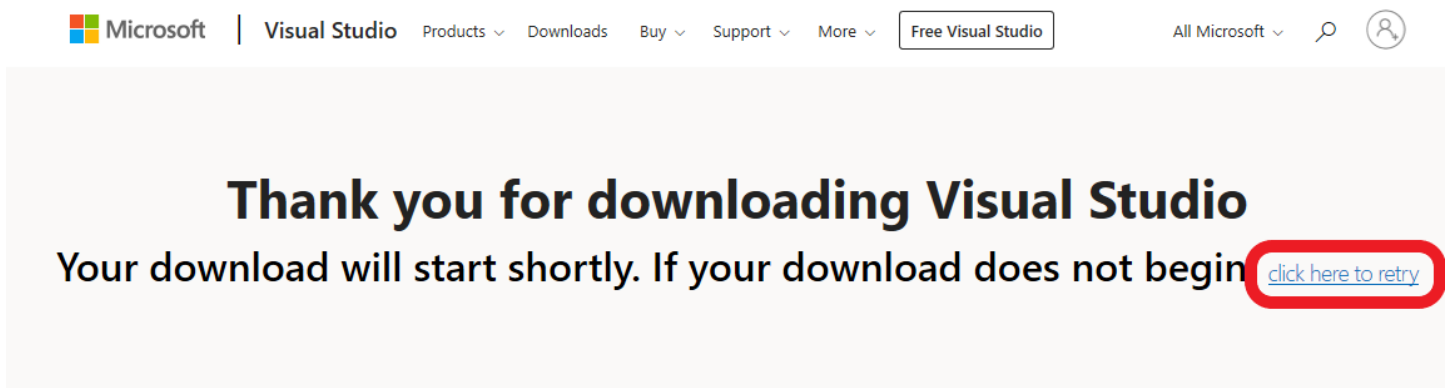 Microsoft Visual Studio Products Downloads Buy Support More Free Visual Studio All Microsoft
Thank you for downloading Visual Studio
Your download will start shortly. If your download does not begin click here to retry